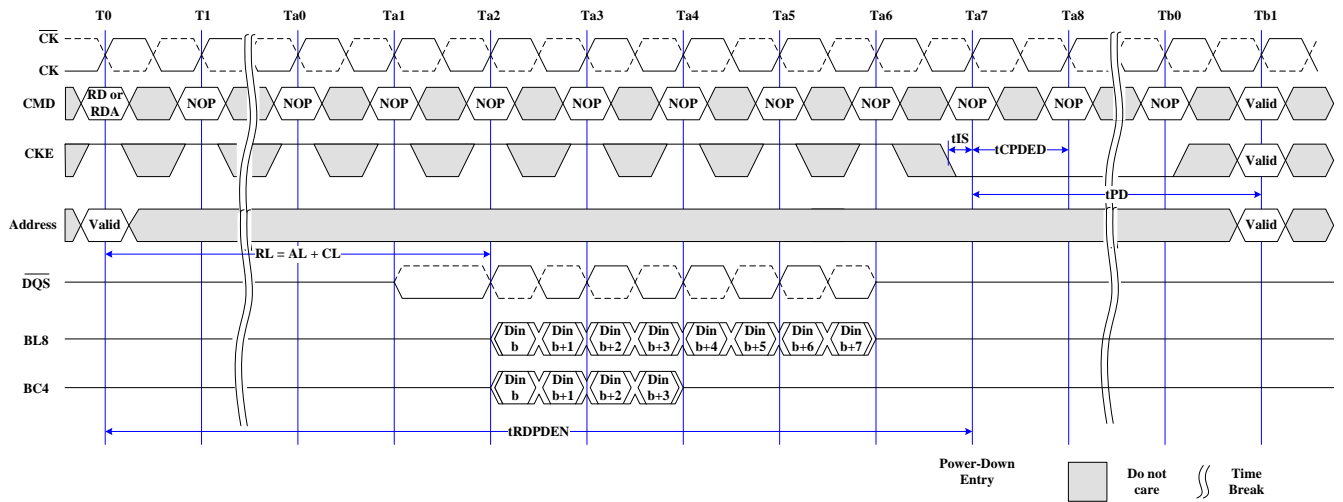 T0 T1 Ta0 Ta1 Ta2 Ta3 Ta4 Ta5 Ta6 Ta7 Ta8 Tb0 Tb1
CK
CK
CMD RD or RDA NOP NOP NOP NOP NOP NOP NOP NOP NOP NOP NOP Valid
tIS
CKE tCPDED Valid
tPD
Address Valid Valid
RL = AL + CL
DQS
BL8 Din b Din b+1 Din b+2 Din b+3 Din b+4 Din b+5 Din b+6 Din b+7
BC4 Din b Din b+1 Din b+2 Din b+3
tRDPDEN
Power-Down Entry
Do not care
Time Break